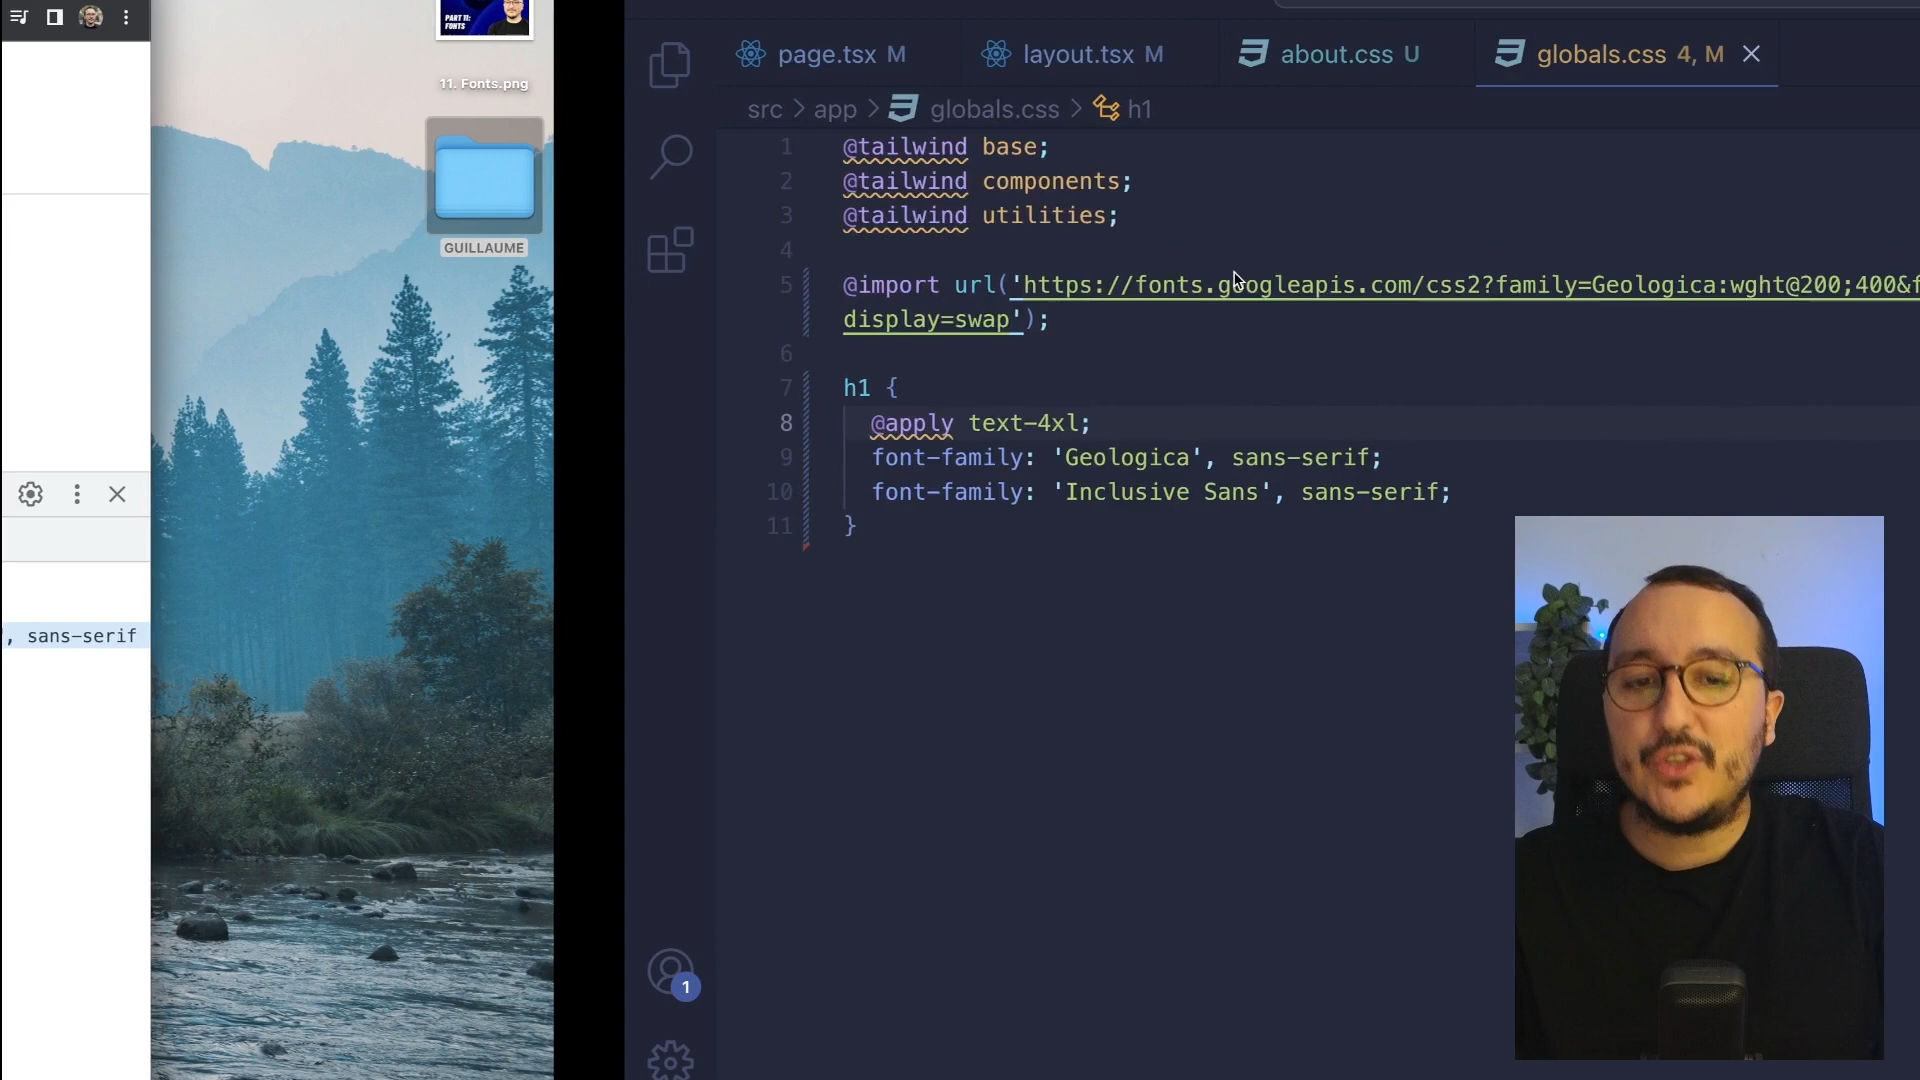 PART 11:
FONTS
11. Fonts.png
GUILLAUME
, sans-serif
page.tsx M
layout.tsx M
about.css U
globals.css 4, M
src > app > globals.css > h1
1 @tailwind base;
2 @tailwind components;
3 @tailwind utilities;
4
5 @import url('https://fonts.googleapis.com/css2?family=Geologica:wght@200;400&f
display=swap');
6
7 h1 {
8 @apply text-4xl;
9 font-family: 'Geologica', sans-serif;
10 font-family: 'Inclusive Sans', sans-serif;
11 }
1